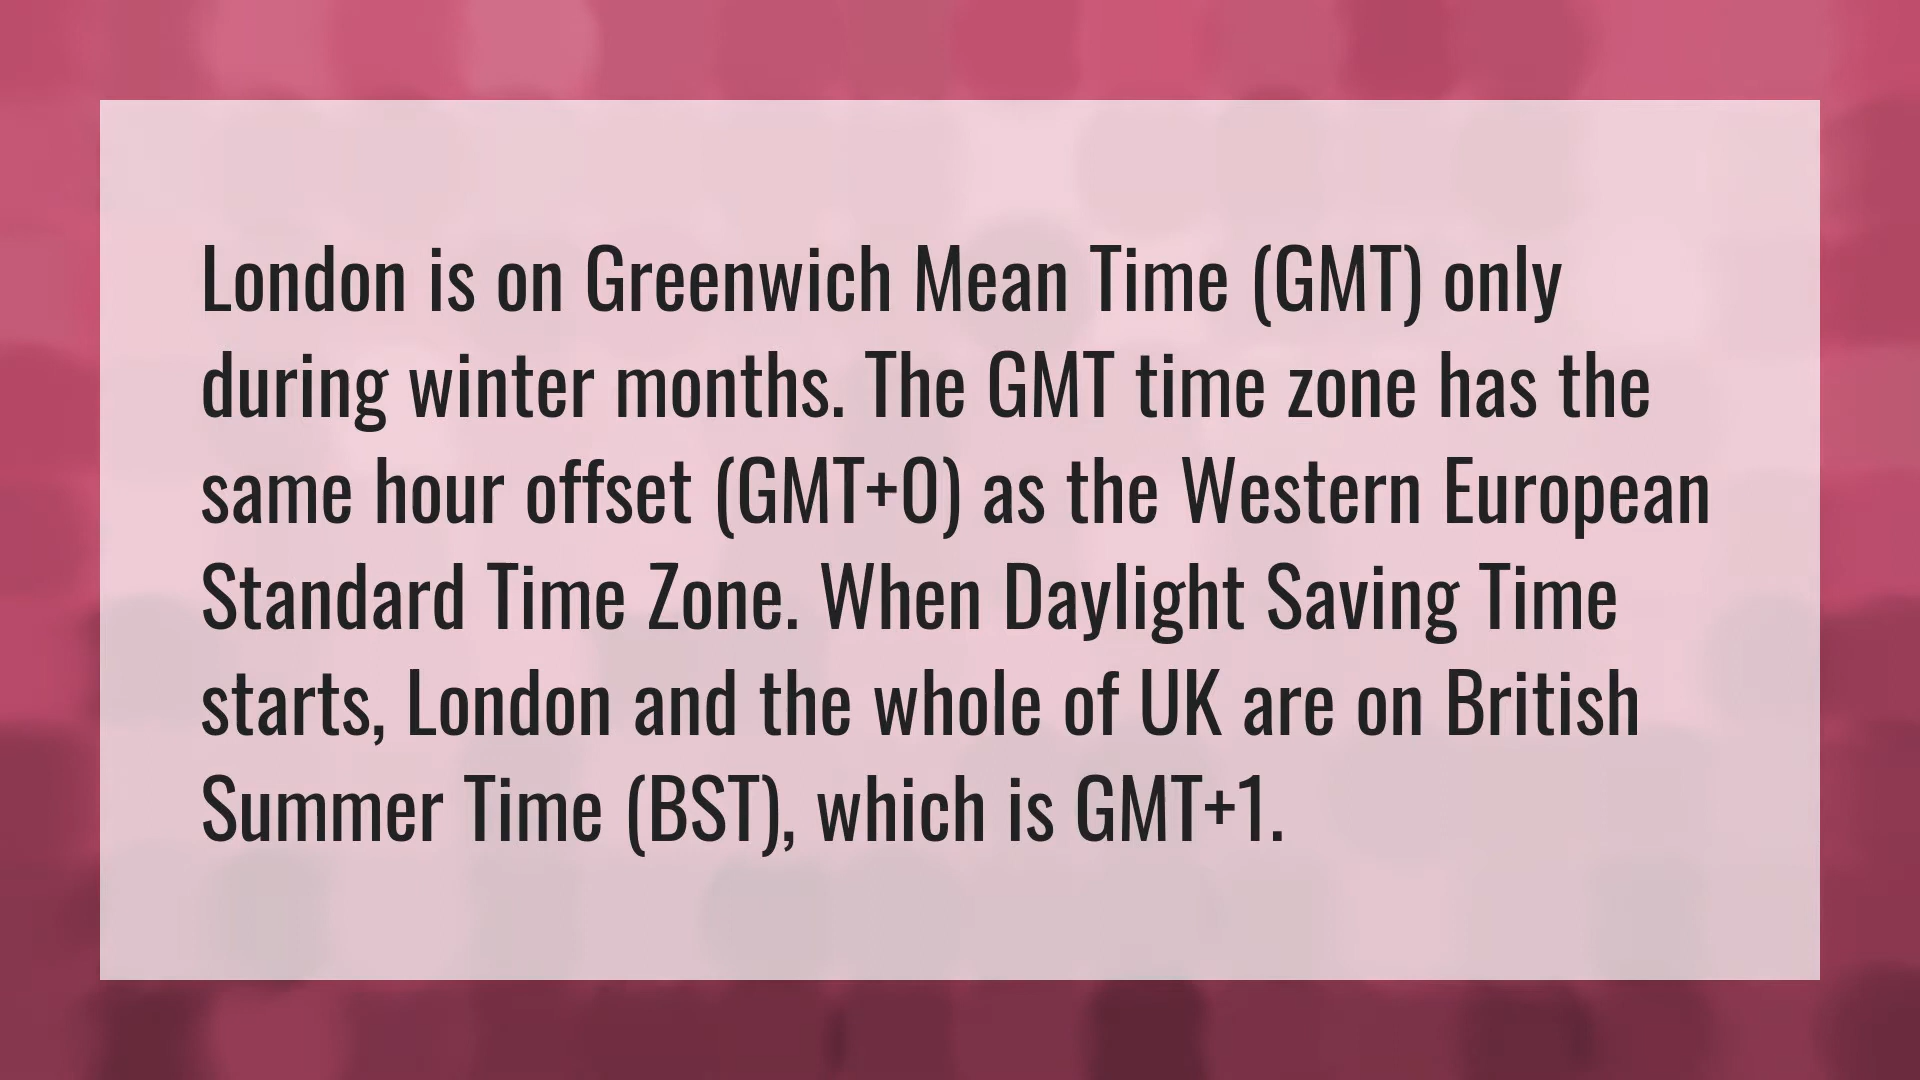 London is on Greenwich Mean Time (GMT) only
during winter months. The GMT time zone has the
same hour offset (GMT+0) as the Western European
Standard Time Zone. When Daylight Saving Time
starts, London and the whole of UK are on British
Summer Time (BST), which is GMT+1.